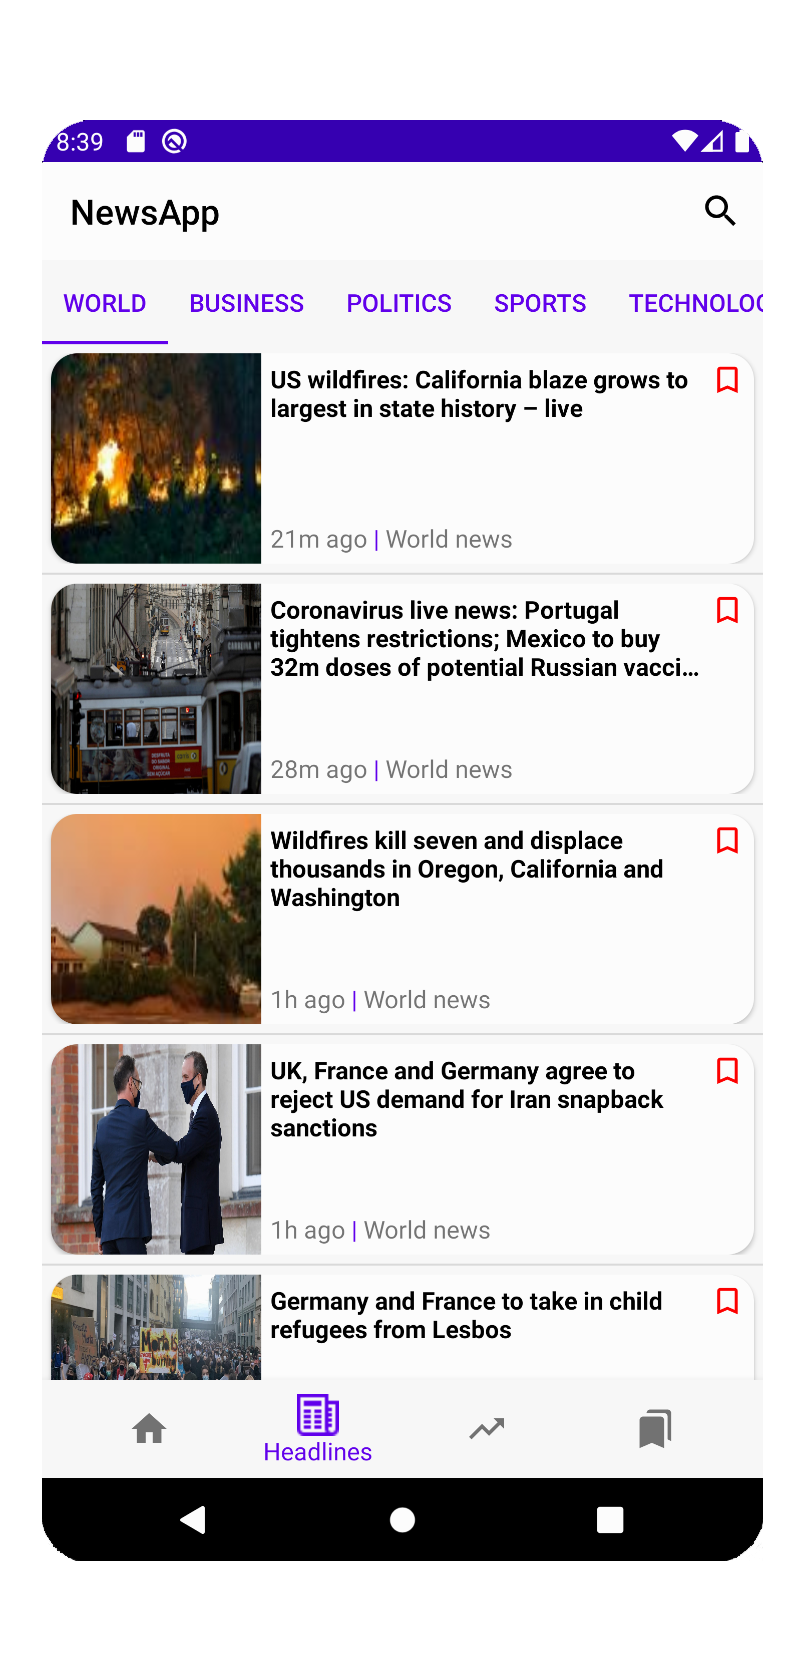 8:39
NewsApp
WORLD BUSINESS POLITICS SPORTS TECHNOLOG
US wildfires: California blaze grows to
largest in state history – live
21m ago | World news
Coronavirus live news: Portugal
tightens restrictions; Mexico to buy
32m doses of potential Russian vacci...
28m ago | World news
Wildfires kill seven and displace
thousands in Oregon, California and
Washington
1h ago | World news
UK, France and Germany agree to
reject US demand for Iran snapback
sanctions
1h ago | World news
Germany and France to take in child
refugees from Lesbos
Headlines